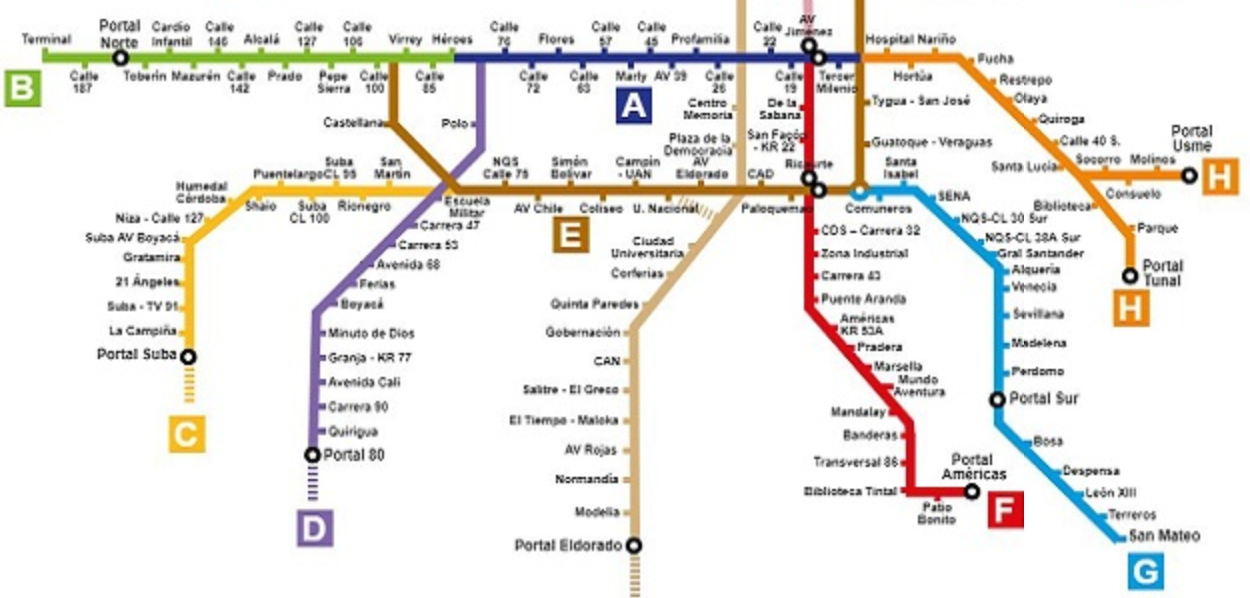 Terminal
Portal
Norte
Cardio
Infantil
Calle
146
Alcalá
Calle
127
Calle
106
Virrey
Héroes
Calle
76
Flores
Calle
57
Calle
45
Profamilia
Calle
22
AV
Jiménez
Hospital
Nariño
B
Calle
187
Toberín
Mazurén
Calle
142
Prado
Pepe
Sierra
Calle
100
Calle
85
Calle
72
Calle
63
Marly
AV 39
Calle
26
Calle
19
Tercer
Milenio
Hortúa
A
Fucha
Restrepo
Olaya
Quiroga
Calle 40 S.
Santa Lucía
Socorro
Molinos
Portal
Usme
H
Consuelo
Biblioteca
Parque
Portal
Tunal
H
Castellana
Polo
Centro
Memoria
Plaza de la
Democracia
De la
Sabana
San Façon
- KR 22
Ricaurte
Tygua - San José
Guatoque - Veraguas
Humedal
Córdoba
Puentelargo
Suba
CL 95
San
Martín
Shaio
Suba
CL 100
Rionegro
Escuela
Militar
NQS
Calle 75
Simón
Bolívar
Campín
- UAN
AV
Eldorado
CAD
AV Chile
Coliseo
U. Nacional
Paloquemao
E
Comuneros
Santa
Isabel
SENA
NQS-CL 30 Sur
NQS-CL 38A Sur
Gral Santander
Alquería
Venecia
Sevillana
Madelena
Perdomo
Portal Sur
Bosa
Despensa
León XIII
Terreros
San Mateo
G
Niza - Calle 127
Suba AV Boyacá
Gratamira
21 Ángeles
Suba - TV 91
La Campiña
Portal Suba
C
Carrera 47
Carrera 53
Avenida 68
Ferias
Boyacá
Minuto de Dios
Granja - KR 77
Avenida Cali
Carrera 90
Quirigua
Portal 80
D
Ciudad
Universitaria
Corferias
Quinta Paredes
Gobernación
CAN
Salitre - El Greco
El Tiempo - Maloka
AV Rojas
Normandía
Modelia
Portal Eldorado
CDS – Carrera 32
Zona Industrial
Carrera 43
Puente Aranda
Américas
KR 53A
Pradera
Marsella
Mundo
Aventura
Mandalay
Banderas
Transversal 86
Biblioteca Tintal
Patio
Bonito
Portal
Américas
F